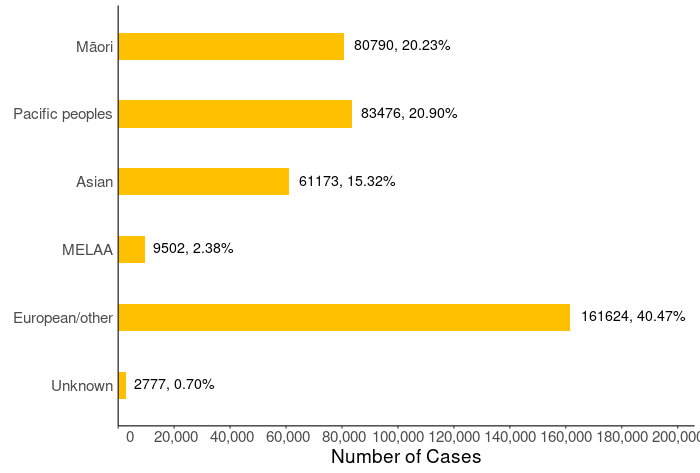 Māori 80790, 20.23%
Pacific peoples 83476, 20.90%
Asian 61173, 15.32%
MELAA 9502, 2.38%
European/other 161624, 40.47%
Unknown 2777, 0.70%
0 20,000 40,000 60,000 80,000 100,000 120,000 140,000 160,000 180,000 200,00
Number of Cases